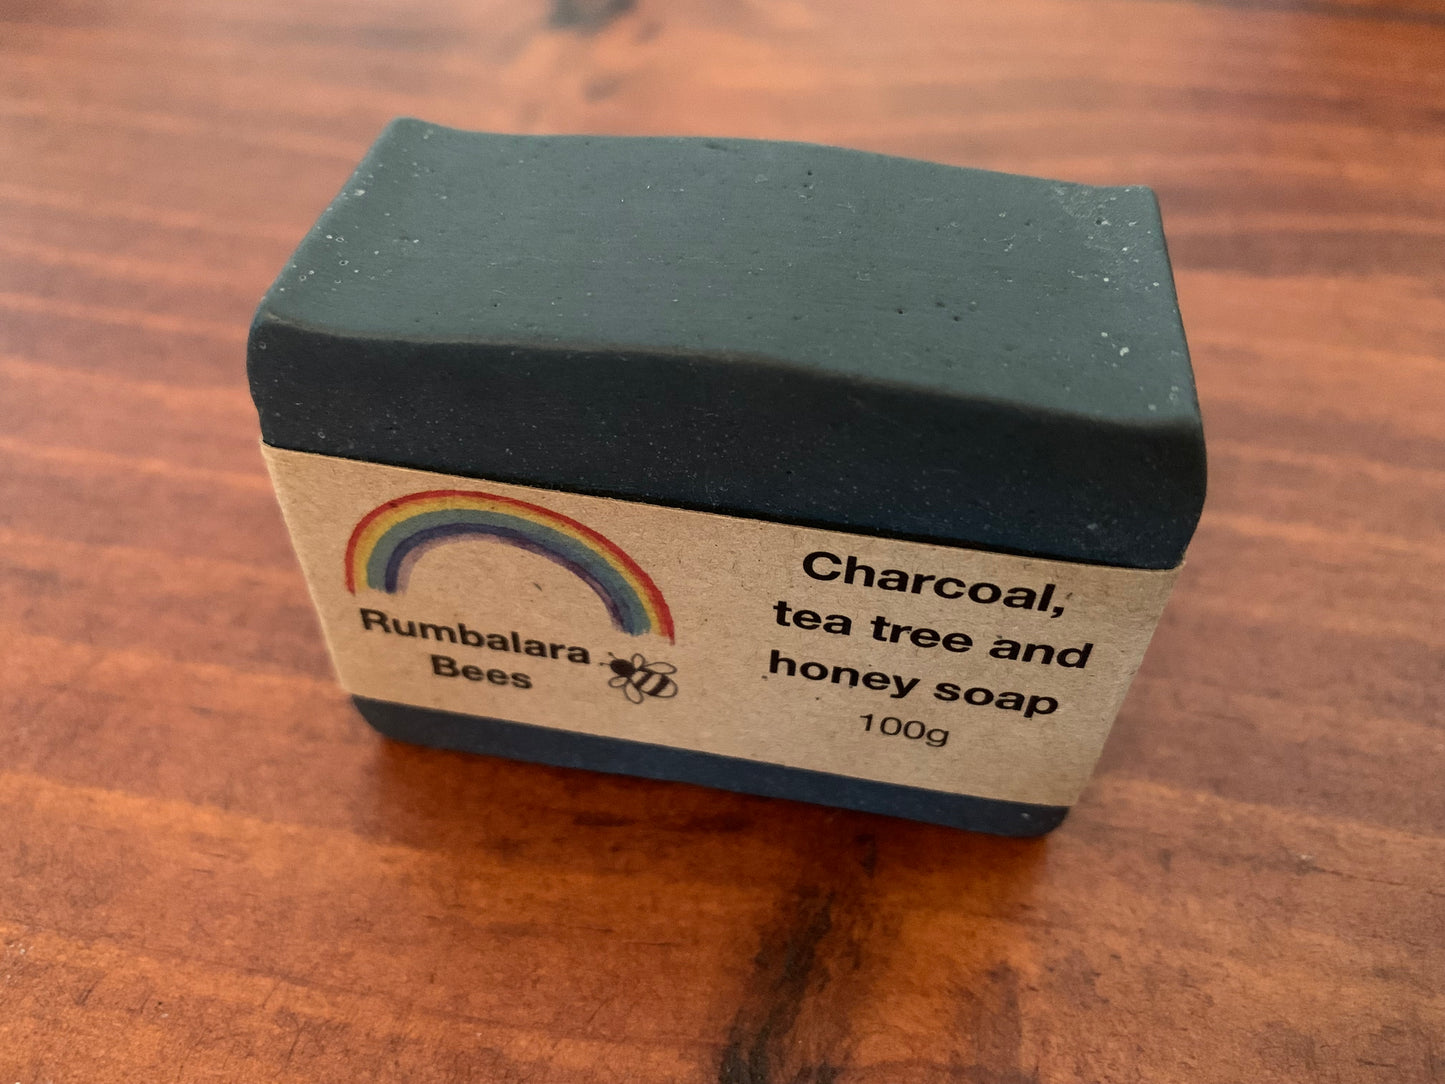 Rumbalara
Bees
Charcoal,
tea tree and
honey soap
100g